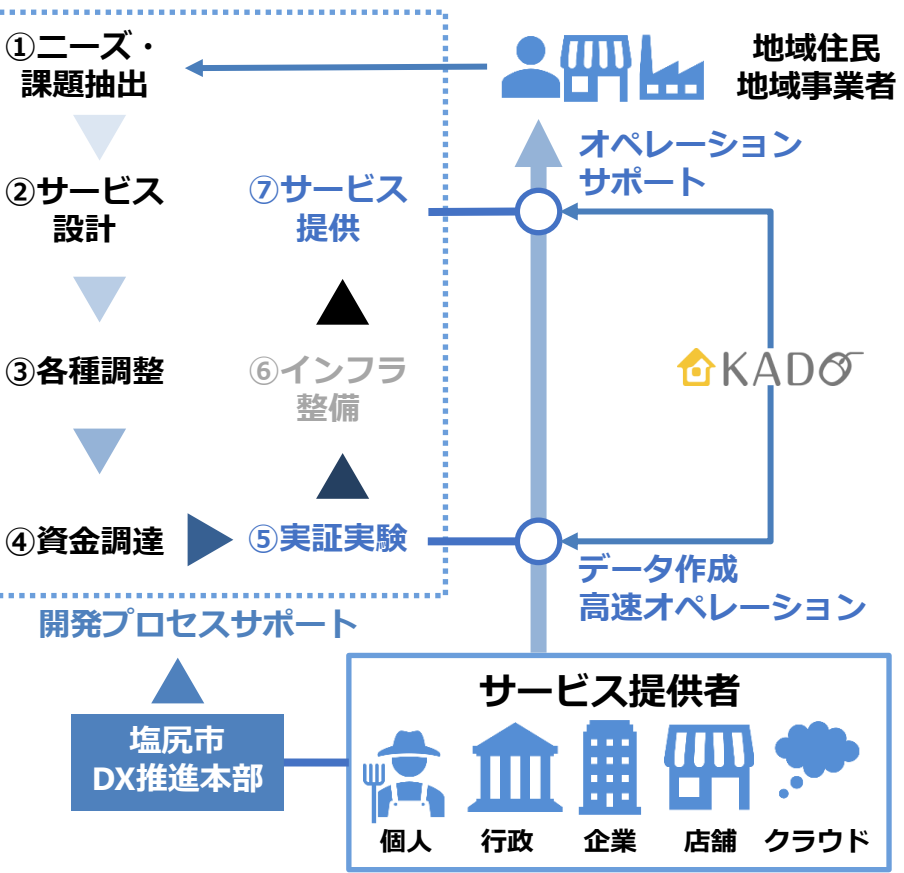 ①ニーズ・
課題抽出
②サービス
設計
③各種調整
④資金調達
⑤実証実験
⑥インフラ
整備
⑦サービス
提供
開発プロセスサポート
塩尻市
DX推進本部
地域住民
地域事業者
オペレーション
サポート
KADO
データ作成
高速オペレーション
サービス提供者
個人
行政
企業
店舗
クラウド